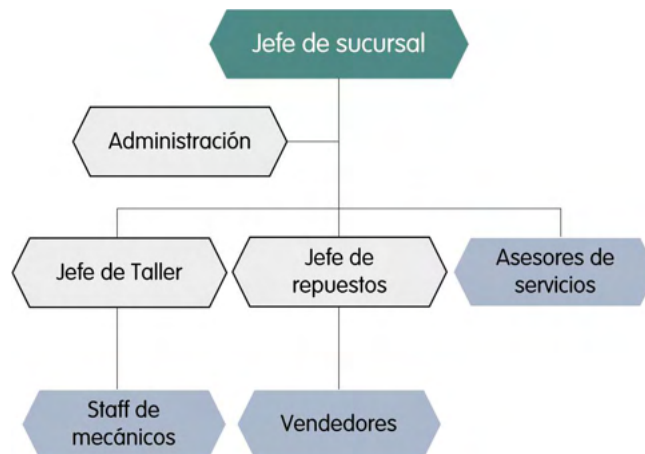 Jefe de sucursal
Administración
Jefe de Taller
Jefe de
repuestos
Asesores de
servicios
Staff de
mecánicos
Vendedores